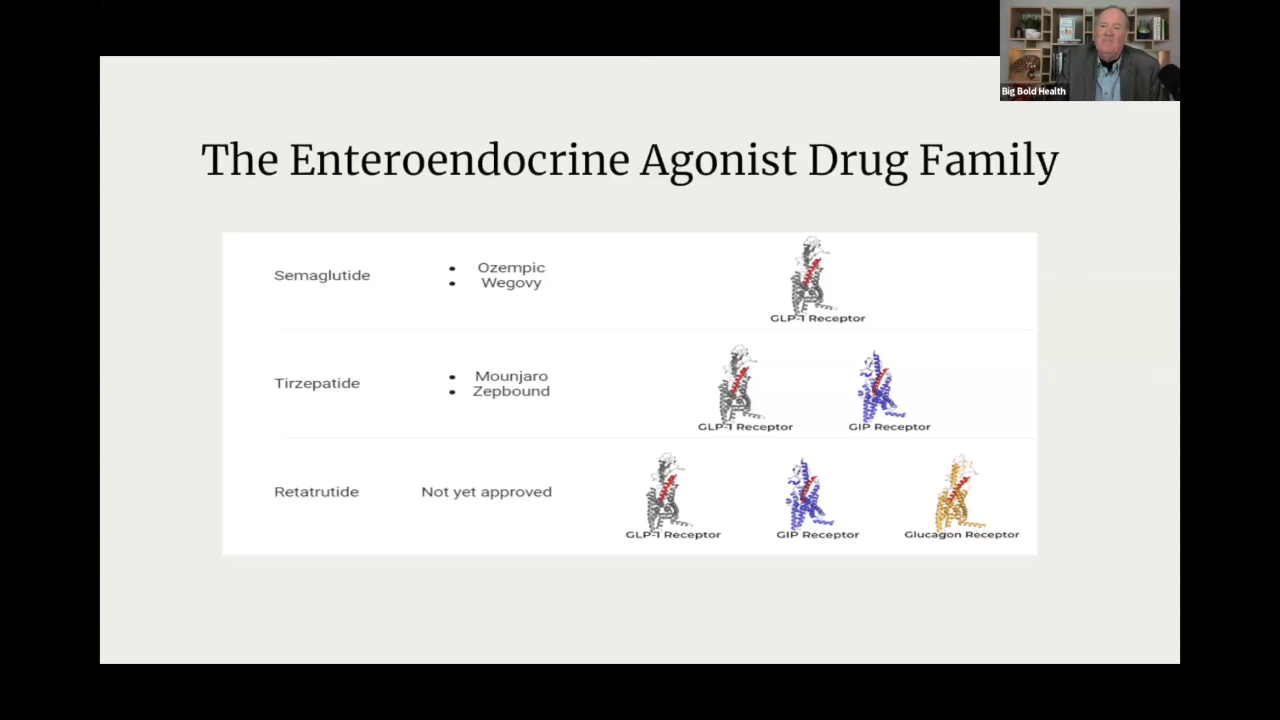 Big Bold Health
The Enteroendocrine Agonist Drug Family
Semaglutide
• Ozempic
• Wegovy
GLP-1 Receptor
Tirzepatide
• Mounjaro
• Zepbound
GLP-1 Receptor
GIP Receptor
Retatrutide
Not yet approved
GLP-1 Receptor
GIP Receptor
Glucagon Receptor